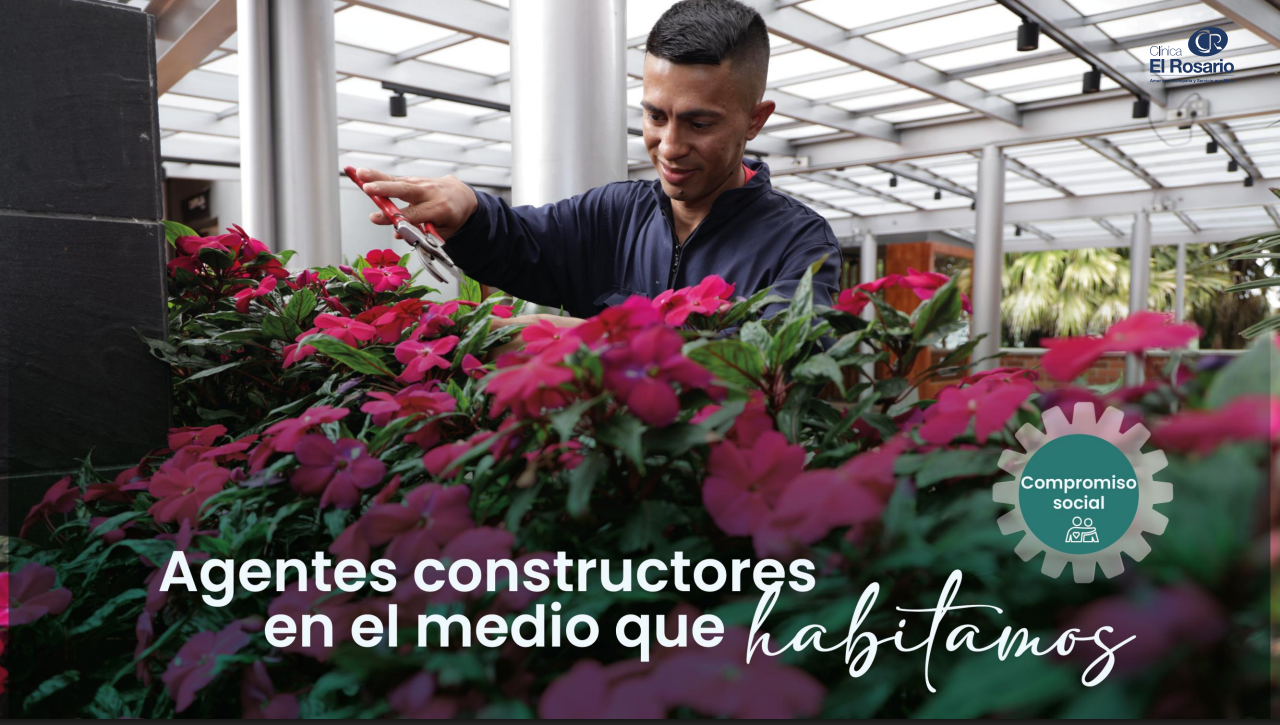 Clínica
El Rosario
Compromiso
social
Agentes constructores
en el medio que habitamos